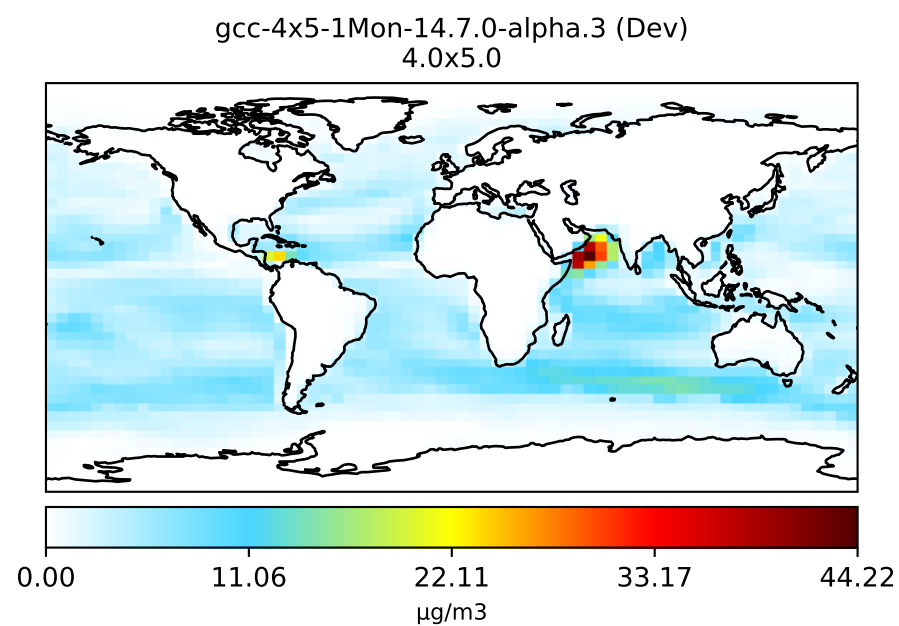 gcc-4x5-1Mon-14.7.0-alpha.3 (Dev)
4.0x5.0
0.00 11.06 22.11 33.17 44.22
μg/m3